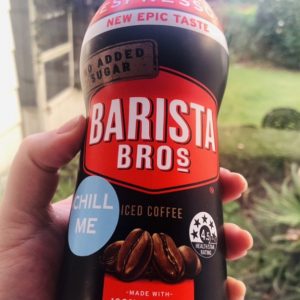 ESPRESSO
NEW EPIC TASTE
NO ADDED
SUGAR
BARISTA
BROS
®
CHILL
ME
ICED COFFEE
4.5
HEALTH STAR
RATING
MADE WITH